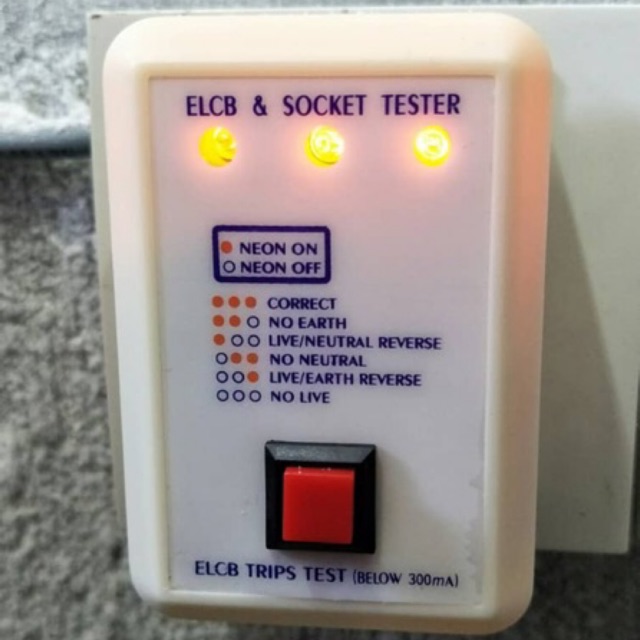 ELCB & SOCKET TESTER
NEON ON
NEON OFF
CORRECT
NO EARTH
LIVE/NEUTRAL REVERSE
NO NEUTRAL
LIVE/EARTH REVERSE
NO LIVE
ELCB TRIPS TEST (BELOW 300mA)